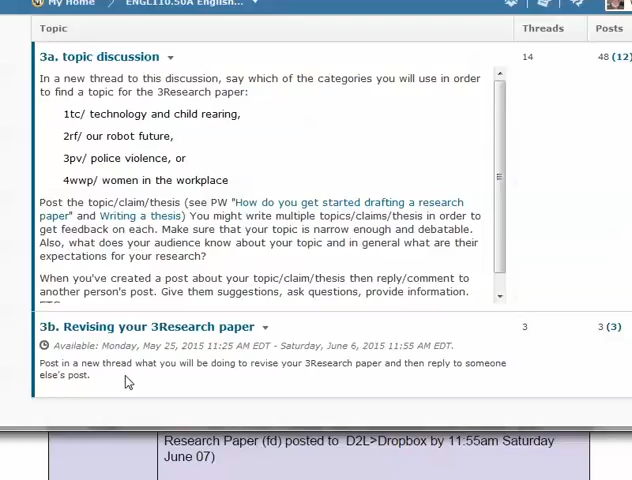 My Home ENGL110.50A English...
Topic Threads Posts
3a. topic discussion 14 48 (12)
In a new thread to this discussion, say which of the categories you will use in order
to find a topic for the 3Research paper:
1tc/ technology and child rearing,
2rf/ our robot future,
3pv/ police violence, or
4wwp/ women in the workplace
Post the topic/claim/thesis (see PW "How do you get started drafting a research
paper" and Writing a thesis) You might write multiple topics/claims/thesis in order to
get feedback on each. Make sure that your topic is narrow enough and debatable.
Also, what does your audience know about your topic and in general what are their
expectations for your research?
When you've created a post about your topic/claim/thesis then reply/comment to
another person's post. Give them suggestions, ask questions, provide information.
3b. Revising your 3Research paper 3 3 (3)
Available: Monday, May 25, 2015 11:25 AM EDT - Saturday, June 6, 2015 11:55 AM EDT.
Post in a new thread what you will be doing to revise your 3Research paper and then reply to someone
else's post.
Research Paper (fd) posted to D2L>Dropbox by 11:55am Saturday
June 07)